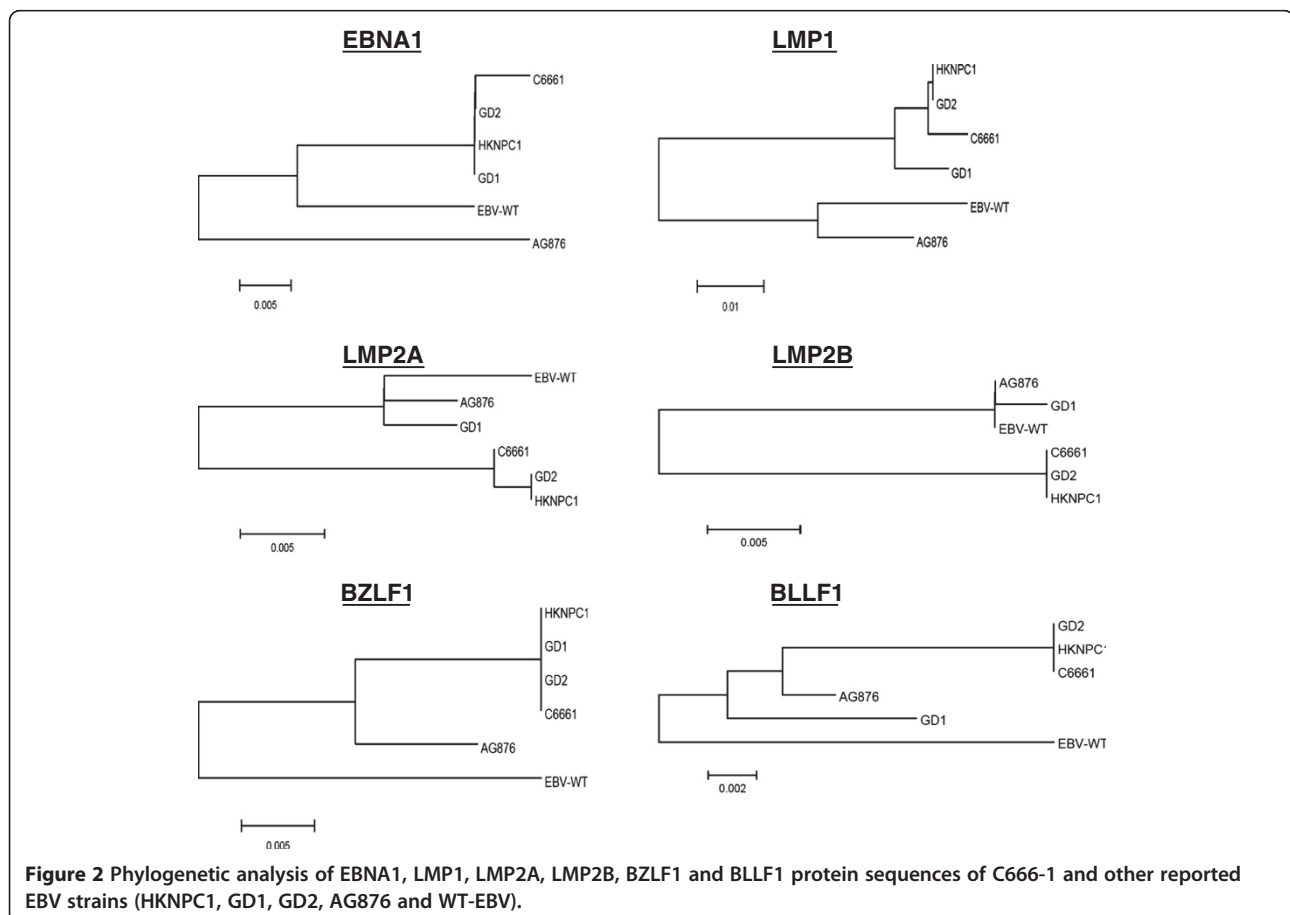 EBNA1
C6661
GD2
HKNPC1
GD1
EBV-WT
AG876
0.005
LMP1
HKNPC1
GD2
C6661
GD1
EBV-WT
AG876
0.01
LMP2A
EBV-WT
AG876
GD1
C6661
GD2
HKNPC1
0.005
LMP2B
AG876
GD1
EBV-WT
C6661
GD2
HKNPC1
0.005
BZLF1
HKNPC1
GD1
GD2
C6661
AG876
EBV-WT
0.005
BLLF1
GD2
HKNPC1
C6661
AG876
GD1
EBV-WT
0.002
Figure 2 Phylogenetic analysis of EBNA1, LMP1, LMP2A, LMP2B, BZLF1 and BLLF1 protein sequences of C666-1 and other reported
EBV strains (HKNPC1, GD1, GD2, AG876 and WT-EBV).